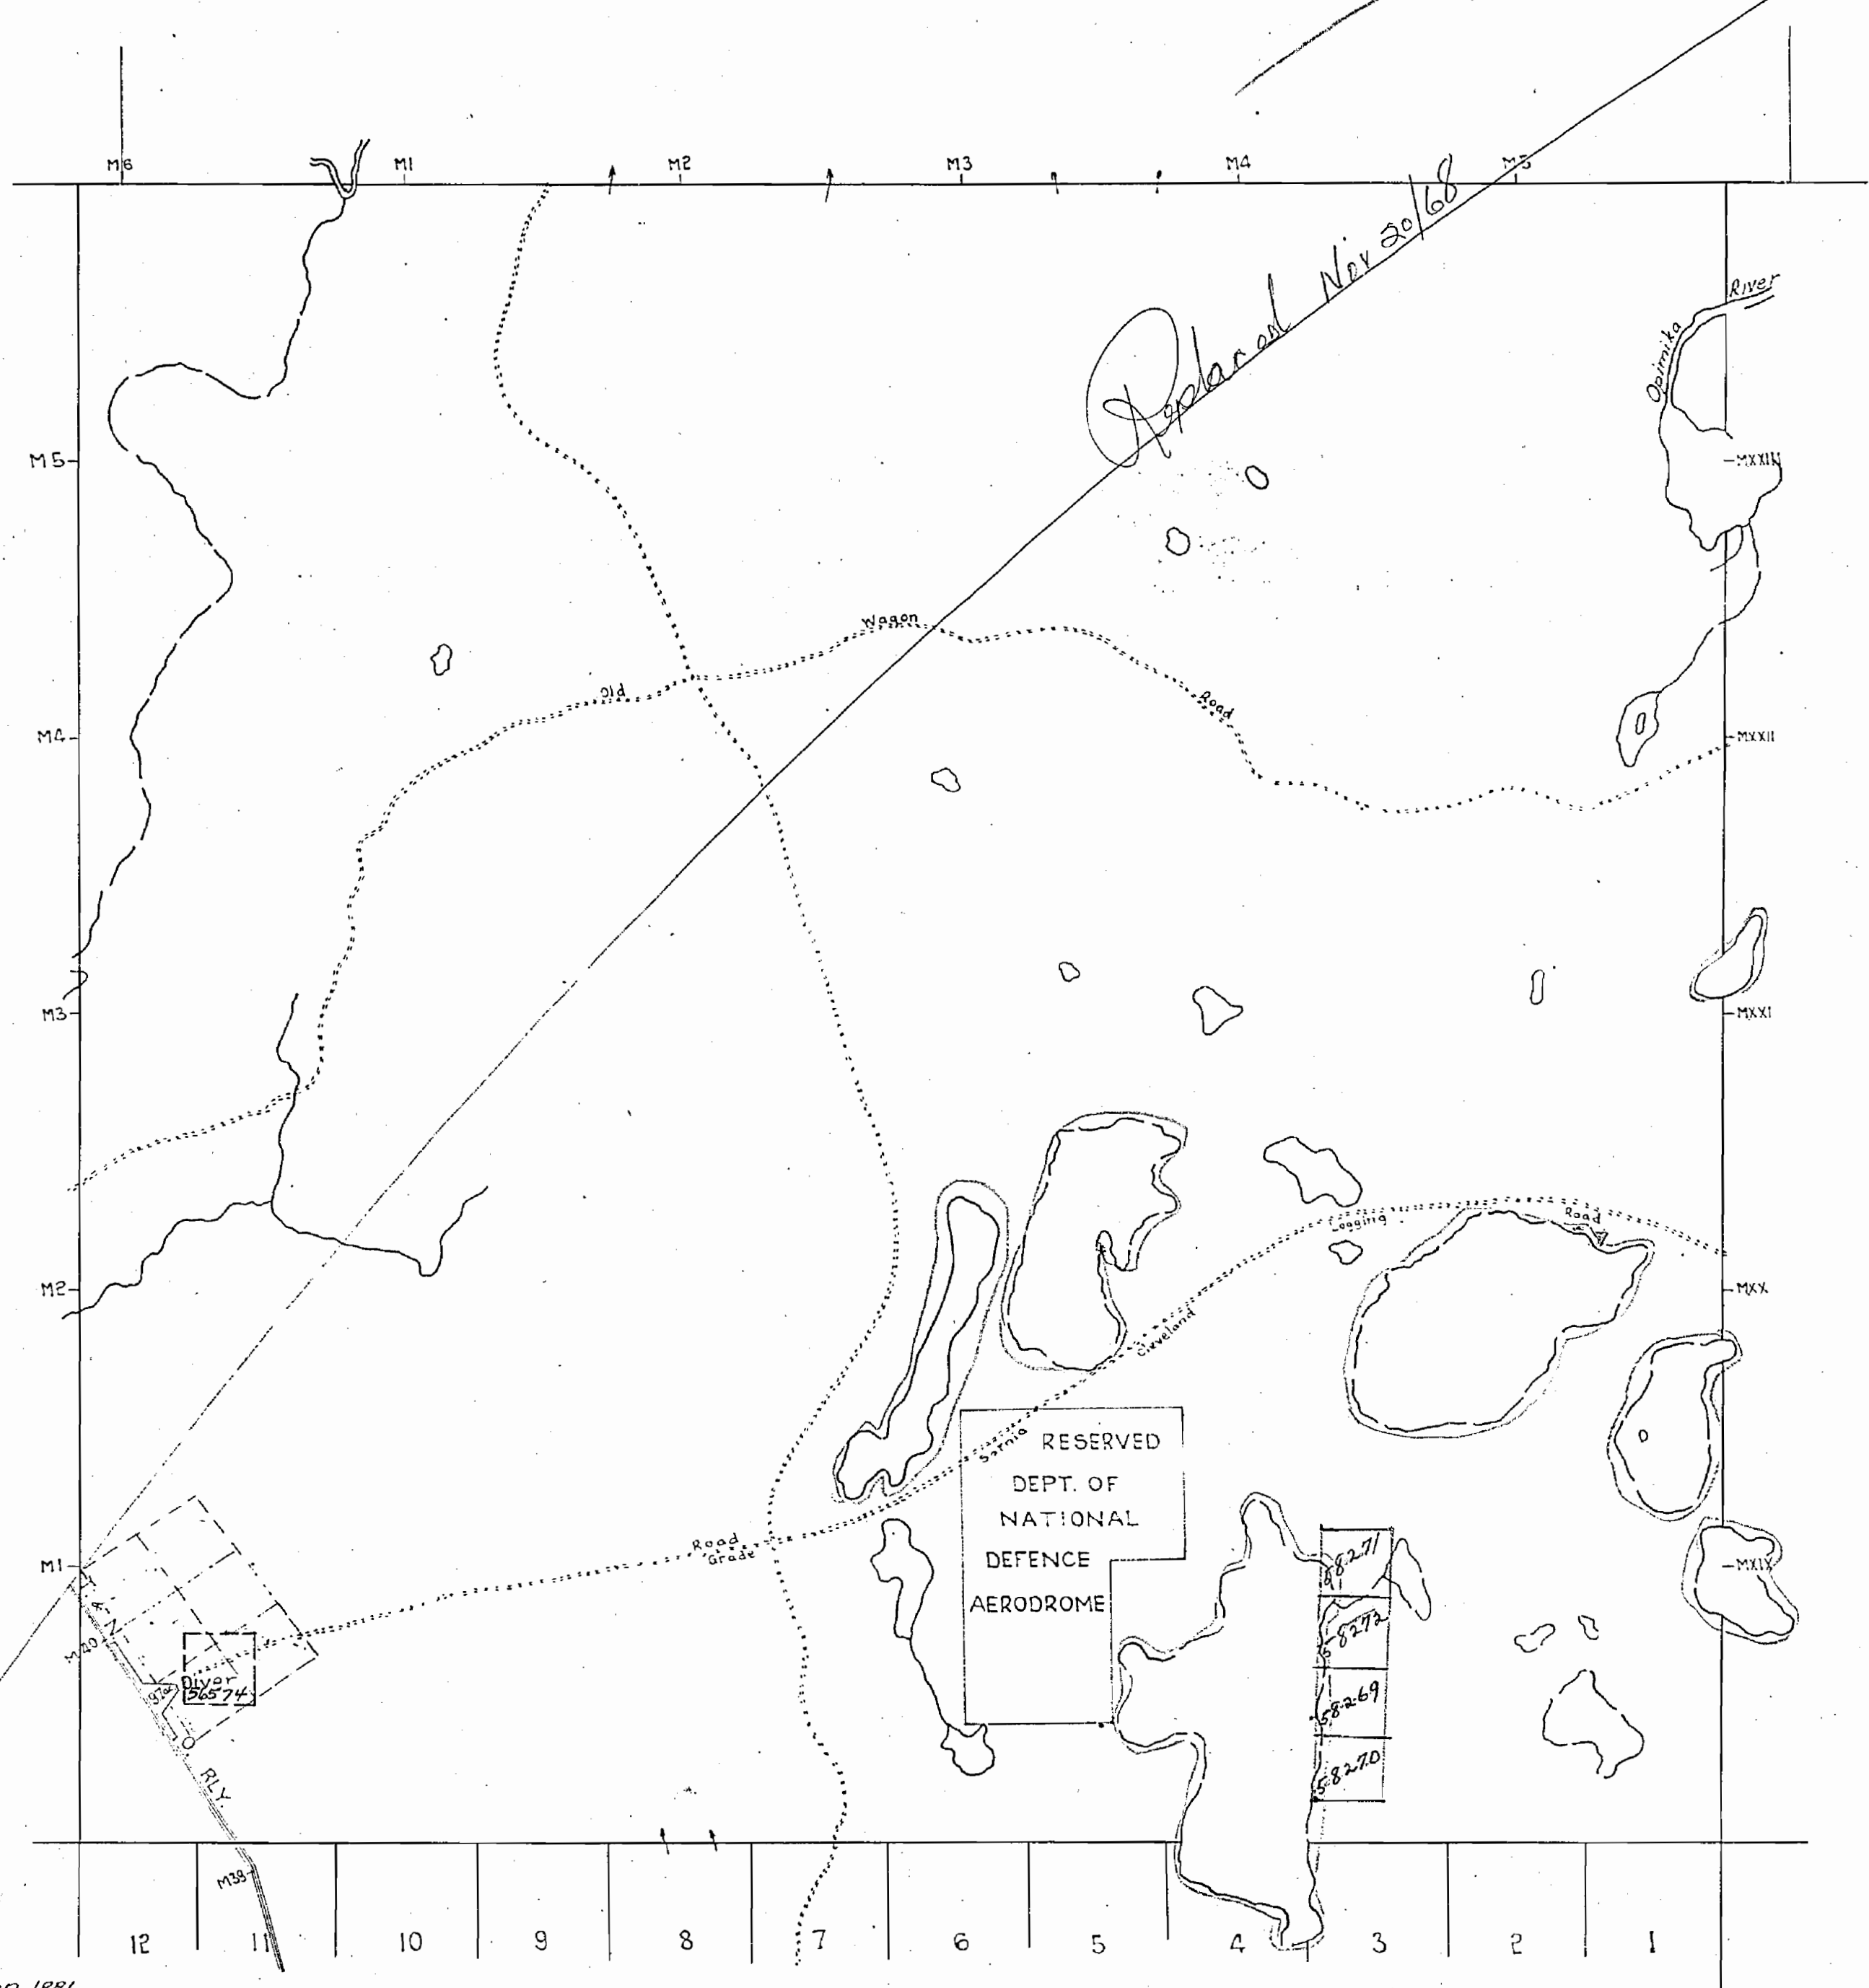 M6
M1
M2
M3
M4
M5
Replaced Nov 20/68
River
Opimika
M5
MXXIII
Wagon
Old
Road
M4
MXXII
M3
MXXI
Logging
Road
M2
MXX
Cleveland
Sarnia
RESERVED
DEPT. OF
NATIONAL
DEFENCE
AERODROME
Road
Grade
M1
MXIX
58271
58272
58269
58270
T. & N.
M40
Diver
56574
O
RLY.
M39
12
11
10
9
8
7
6
5
4
3
2
1